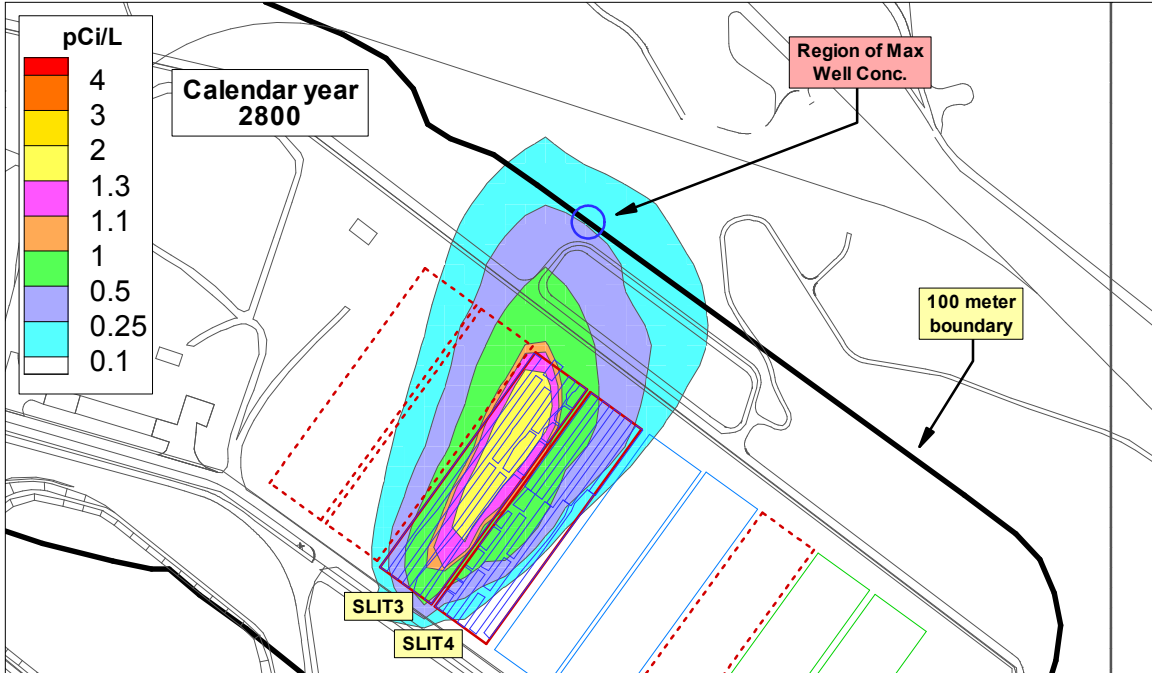 pCi/L
4
3
2
1.3
1.1
1
0.5
0.25
0.1
Calendar year
2800
Region of Max
Well Conc.
100 meter
boundary
SLIT3
SLIT4